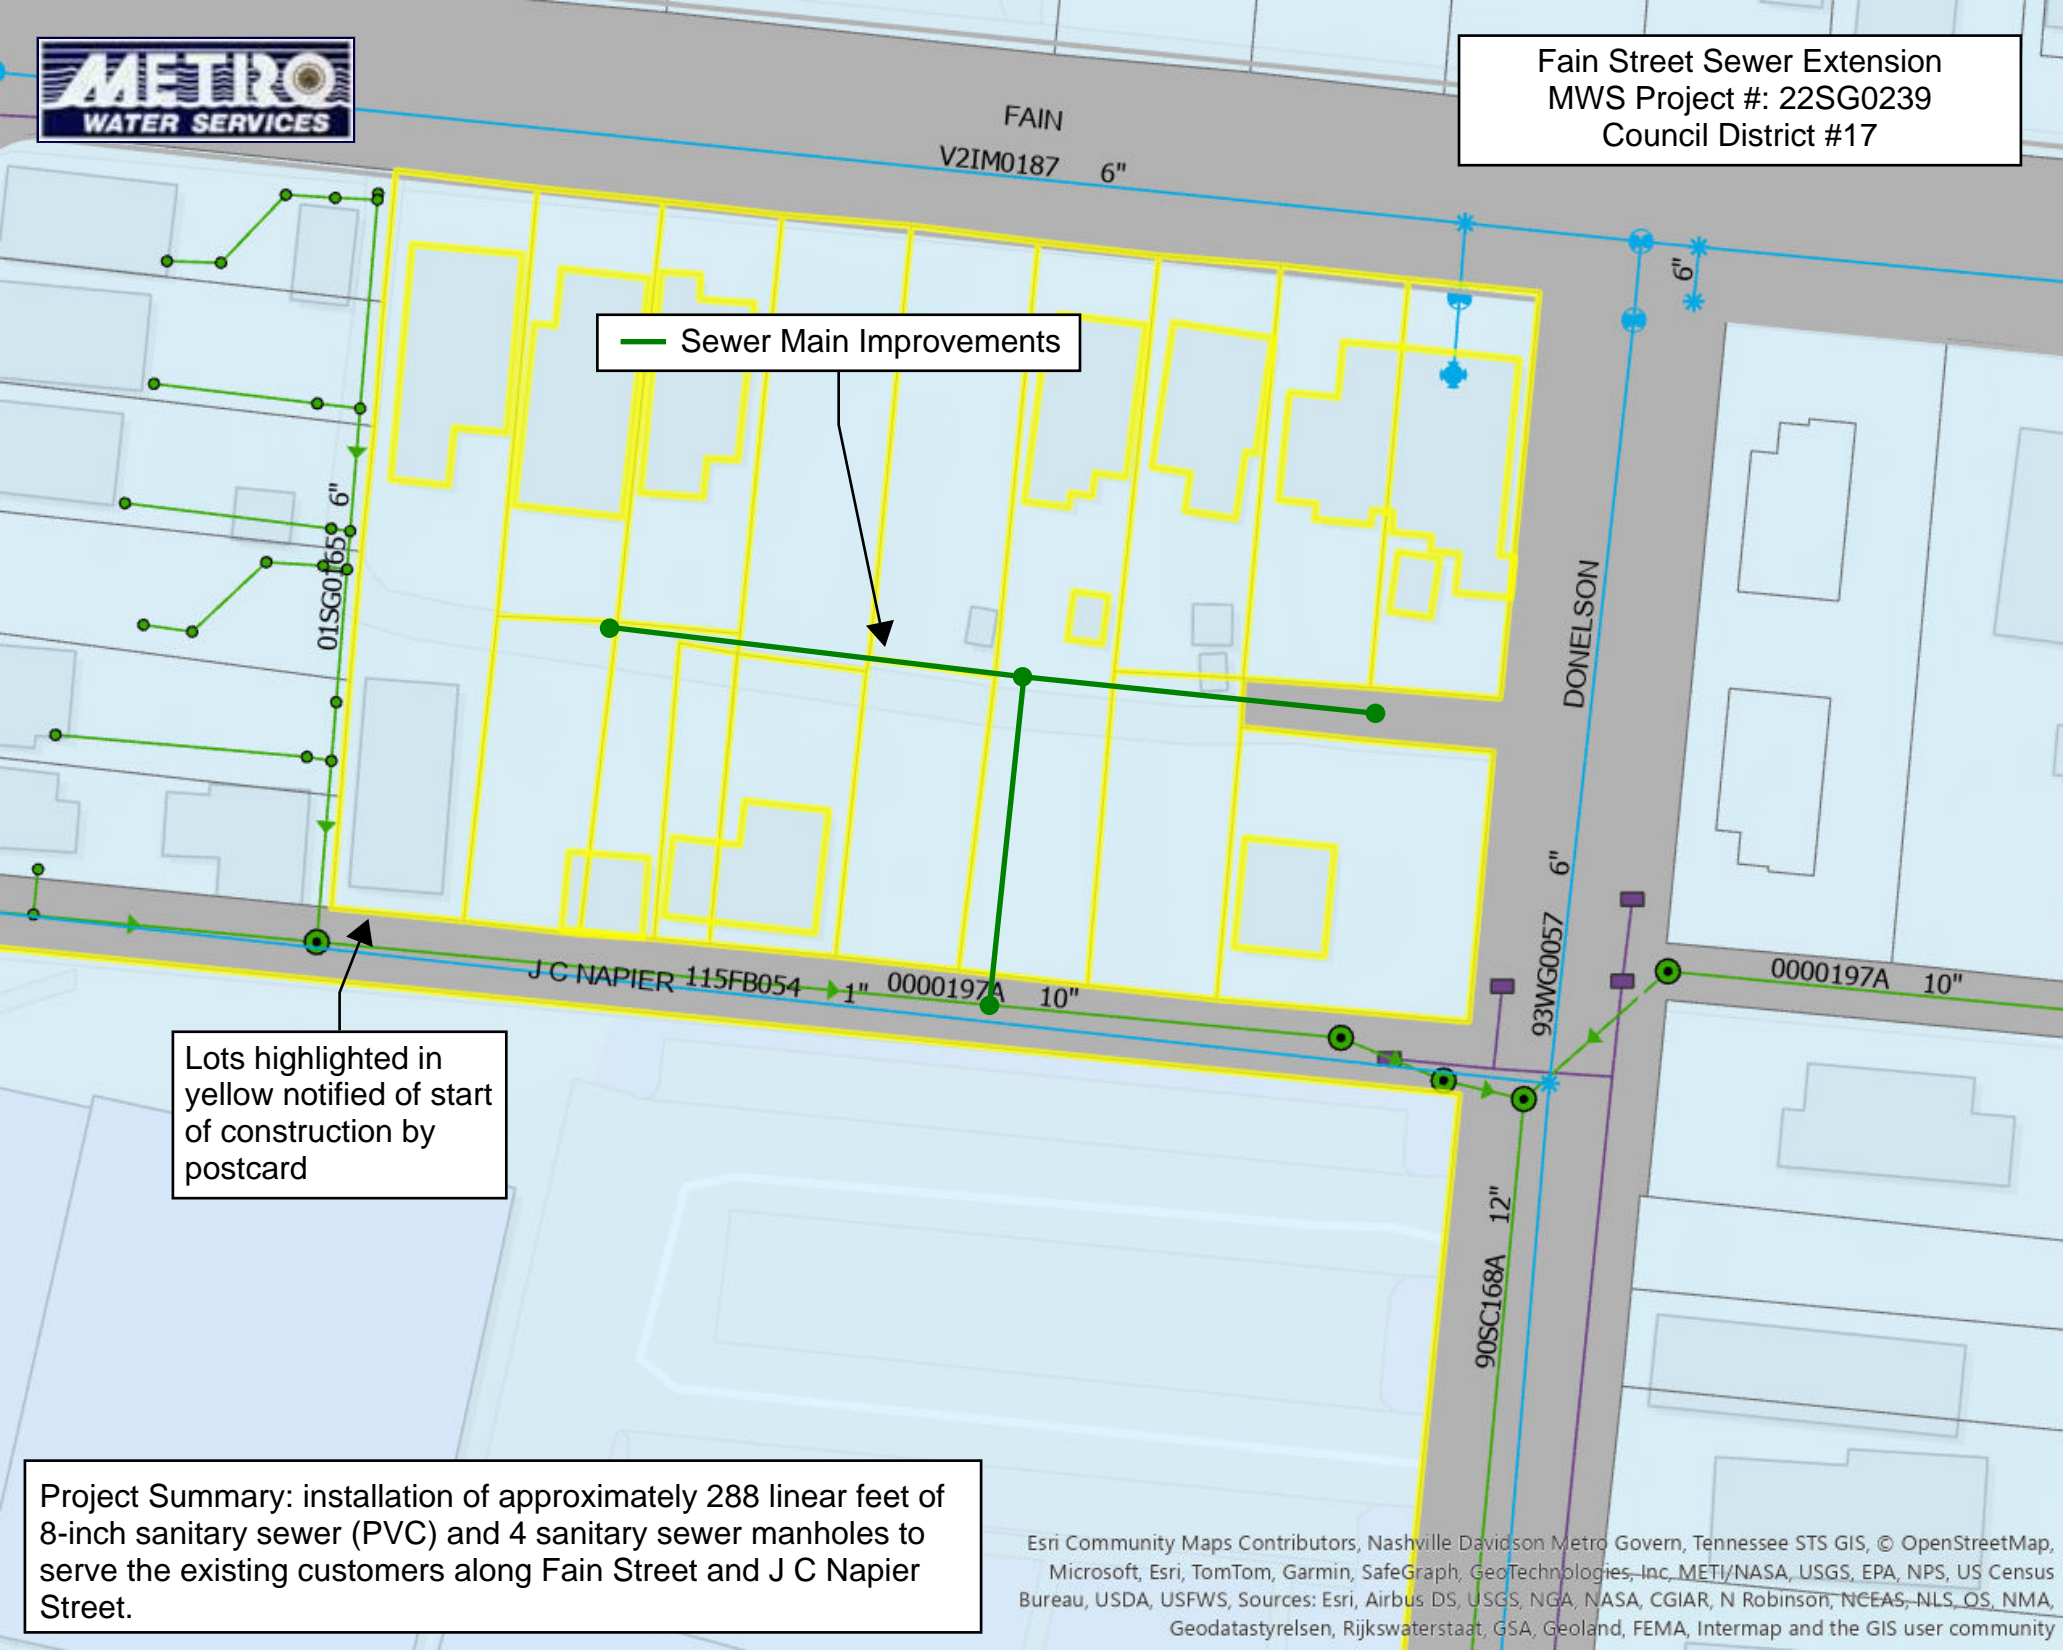 METRO
WATER SERVICES
Fain Street Sewer Extension
MWS Project #: 22SG0239
Council District #17
FAIN
V2IM0187 6"
6"
Sewer Main Improvements
01SG0165 6"
DONELSON
93WG0057 6"
J C NAPIER 115FB054 1" 0000197A 10"
0000197A 10"
90SC168A 12"
Lots highlighted in
yellow notified of start
of construction by
postcard
Project Summary: installation of approximately 288 linear feet of
8-inch sanitary sewer (PVC) and 4 sanitary sewer manholes to
serve the existing customers along Fain Street and J C Napier
Street.
Esri Community Maps Contributors, Nashville Davidson Metro Govern, Tennessee STS GIS, © OpenStreetMap,
Microsoft, Esri, TomTom, Garmin, SafeGraph, GeoTechnologies, Inc, METI/NASA, USGS, EPA, NPS, US Census
Bureau, USDA, USFWS, Sources: Esri, Airbus DS, USGS, NGA, NASA, CGIAR, N Robinson, NCEAS, NLS, OS, NMA,
Geodatastyrelsen, Rijkswaterstaat, GSA, Geoland, FEMA, Intermap and the GIS user community